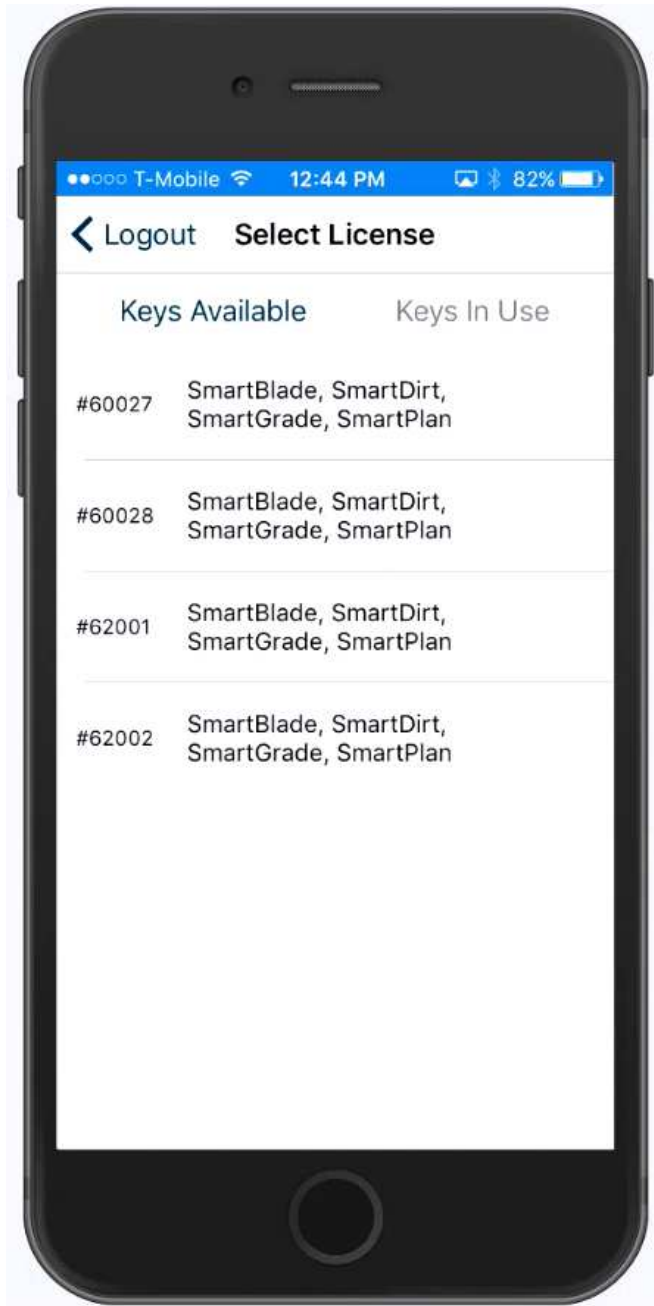 T-Mobile 12:44 PM 82%
Logout Select License
Keys Available Keys In Use
#60027 SmartBlade, SmartDirt,
SmartGrade, SmartPlan
#60028 SmartBlade, SmartDirt,
SmartGrade, SmartPlan
#62001 SmartBlade, SmartDirt,
SmartGrade, SmartPlan
#62002 SmartBlade, SmartDirt,
SmartGrade, SmartPlan